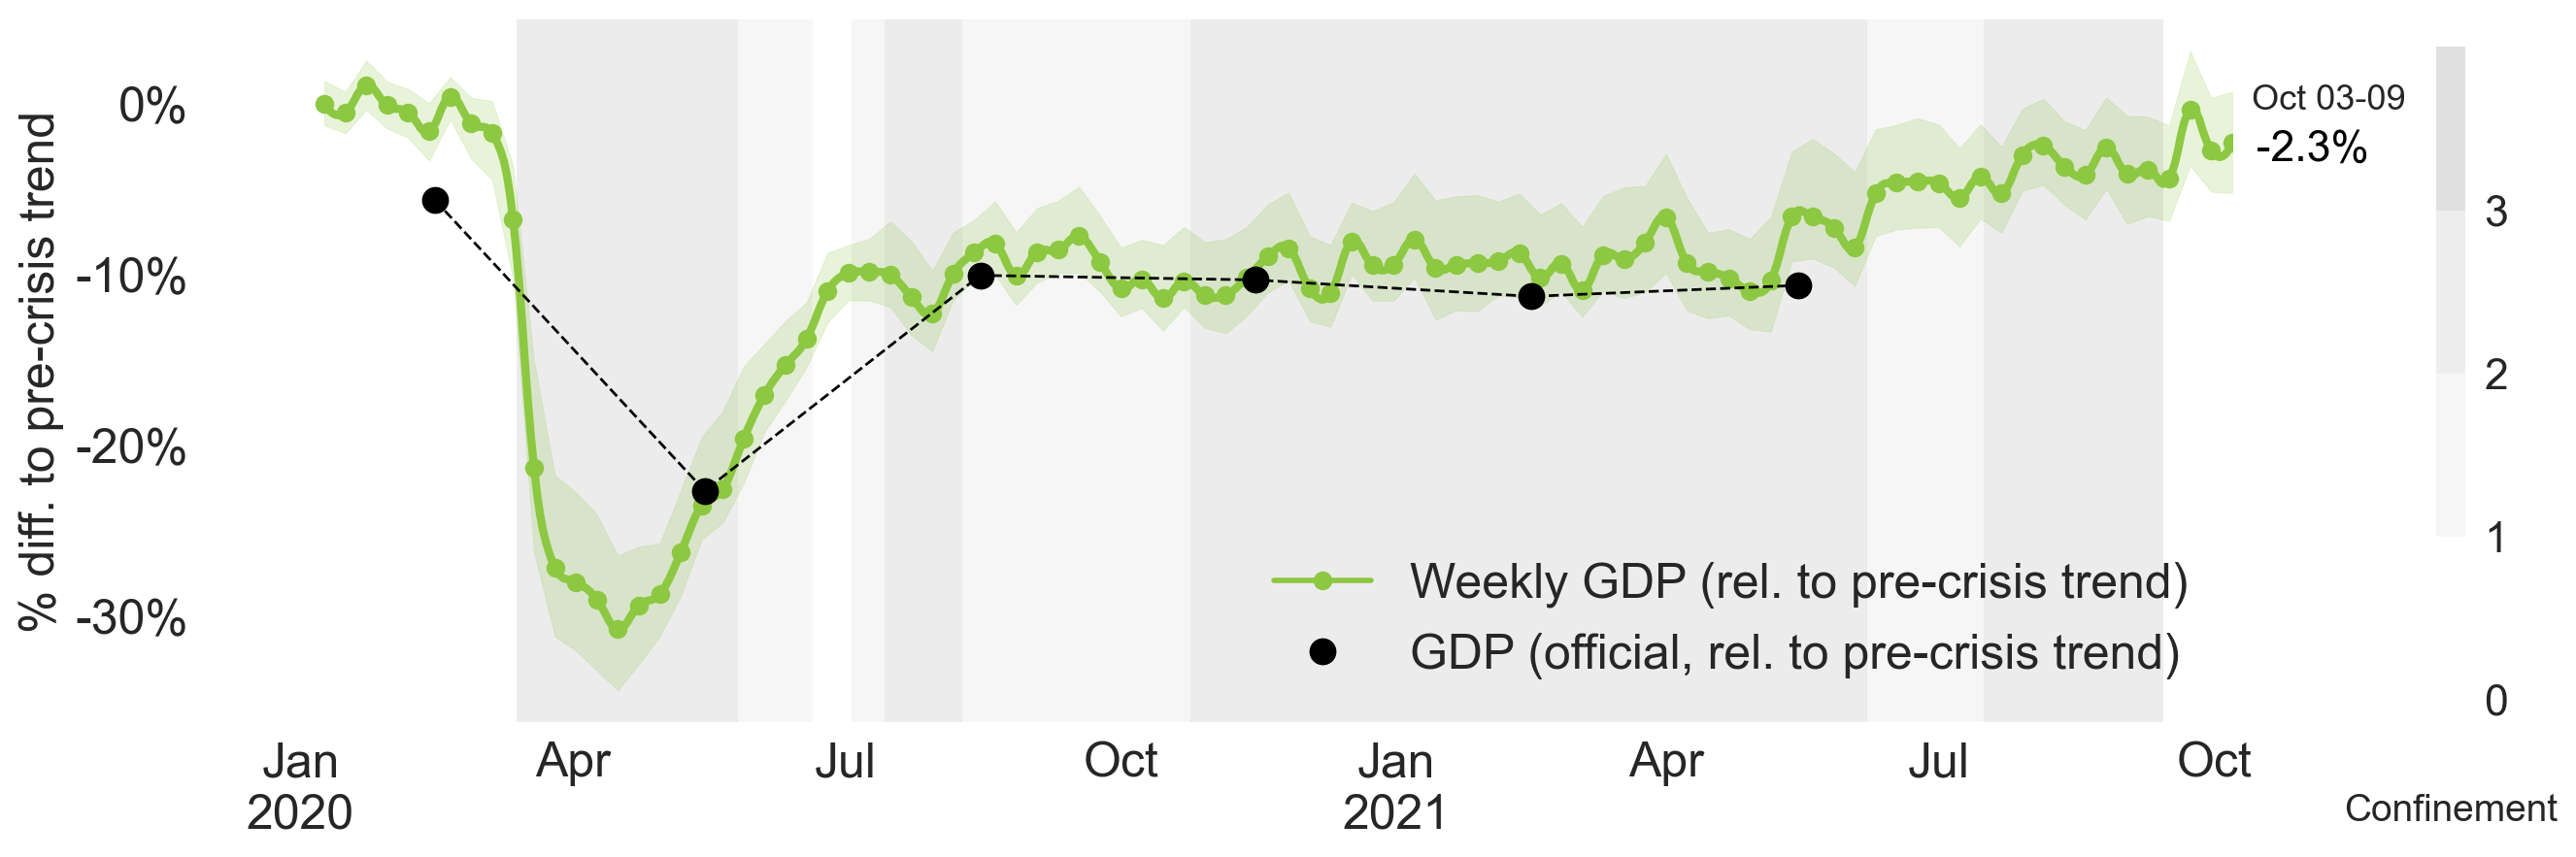 % diff. to pre-crisis trend
0%
-10%
-20%
-30%
Oct 03-09
-2.3%
Weekly GDP (rel. to pre-crisis trend)
GDP (official, rel. to pre-crisis trend)
Jan
2020
Apr
Jul
Oct
Jan
2021
Apr
Jul
Oct
3
2
1
0
Confinement